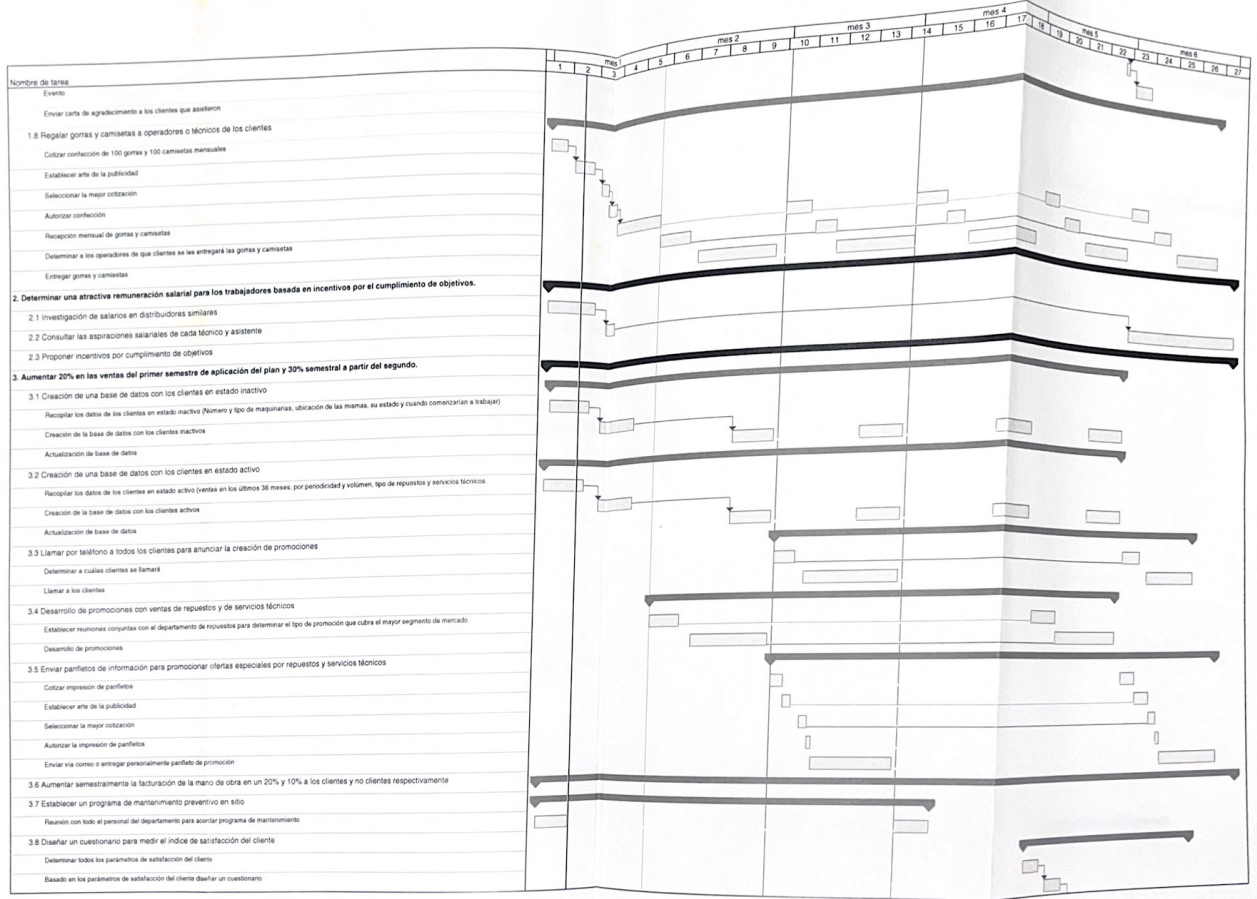 mes 1 mes 2 mes 3 mes 4 mes 5 mes 6
Nombre de tarea 1 2 3 4 5 6 7 8 9 10 11 12 13 14 15 16 17 18 19 20 21 22 23 24 25 26 27
Evento
Enviar carta de agradecimiento a los clientes que asistieron
1.8 Regalar gorras y camisetas a operadores o técnicos de los clientes
Cotizar confección de 100 gorras y 100 camisetas mensuales
Establecer arte de la publicidad
Seleccionar la mejor cotización
Autorizar confección
Recepción mensual de gorras y camisetas
Determinar a los operadores de que clientes se les entregará las gorras y camisetas
Entregar gorras y camisetas
2. Determinar una atractiva remuneración salarial para los trabajadores basada en incentivos por el cumplimiento de objetivos.
2.1 Investigación de salarios en distribuidores similares
2.2 Consultar las aspiraciones salariales de cada técnico y asistente
2.3 Proponer incentivos por cumplimiento de objetivos
3. Aumentar 20% en las ventas del primer semestre de aplicación del plan y 30% semestral a partir del segundo.
3.1 Creación de una base de datos con los clientes en estado inactivo
Recopilar los datos de los clientes en estado inactivo (Número y tipo de maquinarias, ubicación de las mismas, su estado y cuando comenzarían a trabajar)
Creación de la base de datos con los clientes inactivos
Actualización de base de datos
3.2 Creación de una base de datos con los clientes en estado activo
Recopilar los datos de los clientes en estado activo (ventas en los últimos 36 meses, por periodicidad y volúmen, tipo de repuestos y servicios técnicos
Creación de la base de datos con los clientes activos
Actualización de base de datos
3.3 Llamar por teléfono a todos los clientes para anunciar la creación de promociones
Determinar a cuáles clientes se llamará
Llamar a los clientes
3.4 Desarrollo de promociones con ventas de repuestos y de servicios técnicos
Establecer reuniones conjuntas con el departamento de repuestos para determinar el tipo de promoción que cubra el mayor segmento de mercado
Desarrollo de promociones
3.5 Enviar panfletos de información para promocionar ofertas especiales por repuestos y servicios técnicos
Cotizar impresión de panfletos
Establecer arte de la publicidad
Seleccionar la mejor cotización
Autorizar la impresión de panfletos
Enviar via correo o entregar personalmente panfleto de promoción
3.6 Aumentar semestralmente la facturación de la mano de obra en un 20% y 10% a los clientes y no clientes respectivamente
3.7 Establecer un programa de mantenimiento preventivo en sitio
Reunión con todo el personal del departamento para acordar programa de mantenimiento
3.8 Diseñar un cuestionario para medir el índice de satisfacción del cliente
Determinar todos los parámetros de satisfacción del cliente
Basado en los parámetros de satisfacción del cliente diseñar un cuestionario